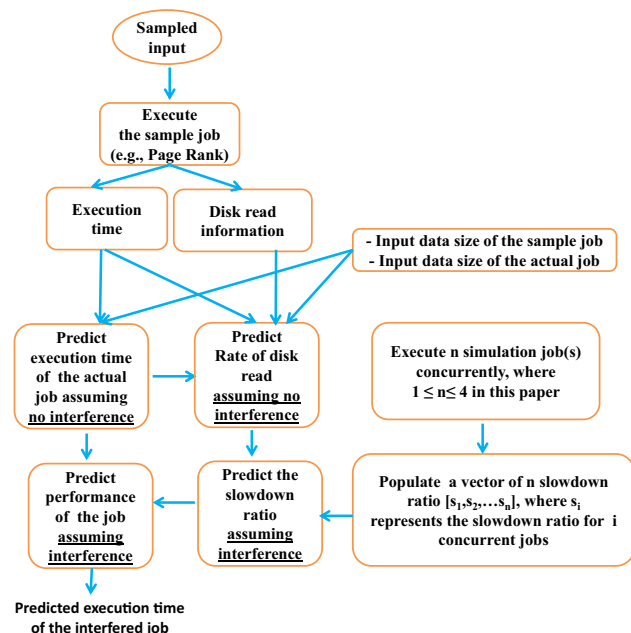 Sampled
input
Execute
the sample job
(e.g., Page Rank)
Execution
time
Disk read
information
- Input data size of the sample job
- Input data size of the actual job
Predict
execution time
of the actual
job assuming
no interference
Predict
Rate of disk
read
assuming no
interference
Execute n simulation job(s)
concurrently, where
1 ≤ n≤ 4 in this paper
Predict
performance
of the job
assuming
interference
Predict the
slowdown
ratio
assuming
interference
Populate a vector of n slowdown
ratio [s₁,s₂,…sₙ], where sᵢ
represents the slowdown ratio for i
concurrent jobs
Predicted execution time
of the interfered job